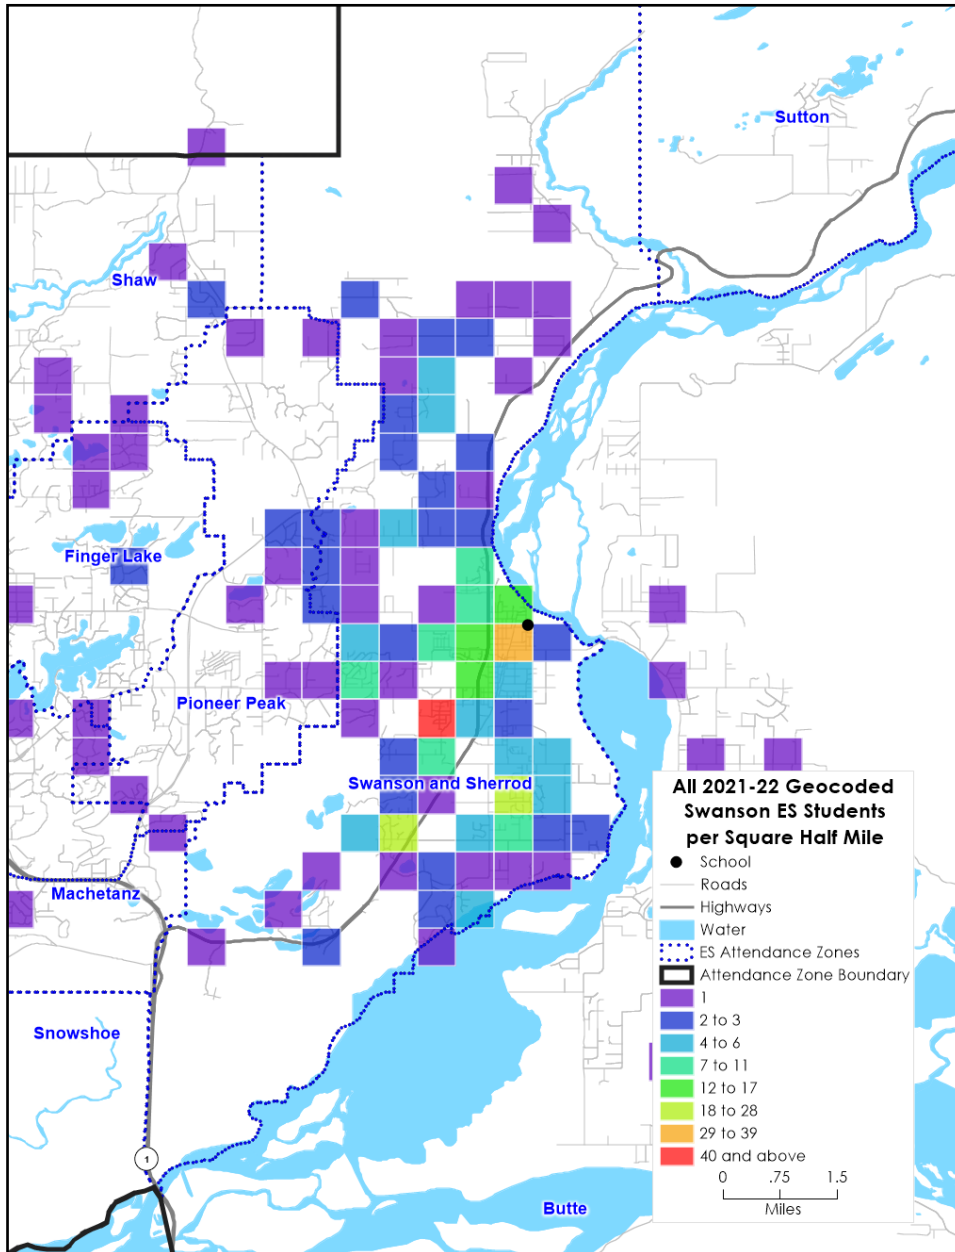 Sutton
Shaw
Finger Lake
Pioneer Peak
Swanson and Sherrod
Machetanz
Snowshoe
1
Butte
All 2021-22 Geocoded
Swanson ES Students
per Square Half Mile
School
Roads
Highways
Water
ES Attendance Zones
Attendance Zone Boundary
1
2 to 3
4 to 6
7 to 11
12 to 17
18 to 28
29 to 39
40 and above
0 .75 1.5
Miles